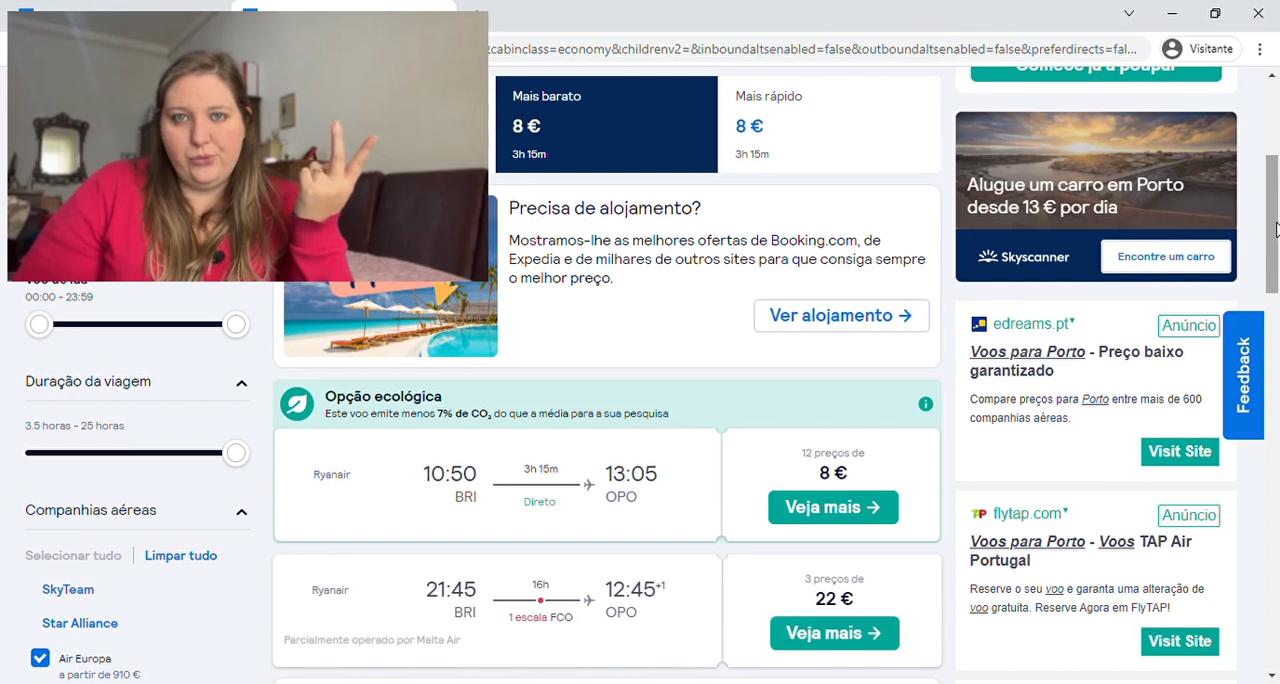 cabinclass=economy&childrenv2=&inboundaltsenabled=false&outboundaltsenabled=false&preferdirects=fal...
Visitante
Mais barato
8 €
3h 15m
Mais rápido
8 €
3h 15m
Comece já a poupar
Alugue um carro em Porto
desde 13 € por dia
Skyscanner
Encontre um carro
Precisa de alojamento?
Mostramos-lhe as melhores ofertas de Booking.com, de
Expedia e de milhares de outros sites para que consiga sempre
o melhor preço.
Ver alojamento →
00:00 - 23:59
Duração da viagem
3.5 horas - 25 horas
Companhias aéreas
Selecionar tudo
Limpar tudo
SkyTeam
Star Alliance
Air Europa
a partir de 910 €
Opção ecológica
Este voo emite menos 7% de CO₂ do que a média para a sua pesquisa
Ryanair
10:50
BRI
3h 15m
Direto
13:05
OPO
12 preços de
8 €
Veja mais →
Ryanair
21:45
BRI
16h
1 escala FCO
12:45+1
OPO
Parcialmente operado por Malta Air
3 preços de
22 €
Veja mais →
edreams.pt
Anúncio
Voos para Porto - Preço baixo
garantizado
Compare preços para Porto entre mais de 600
companhias aéreas.
Visit Site
TP flytap.com
Anúncio
Voos para Porto - Voos TAP Air
Portugal
Reserve o seu voo e garanta uma alteração de
voo gratuita. Reserve Agora em FlyTAP!
Visit Site
Feedback